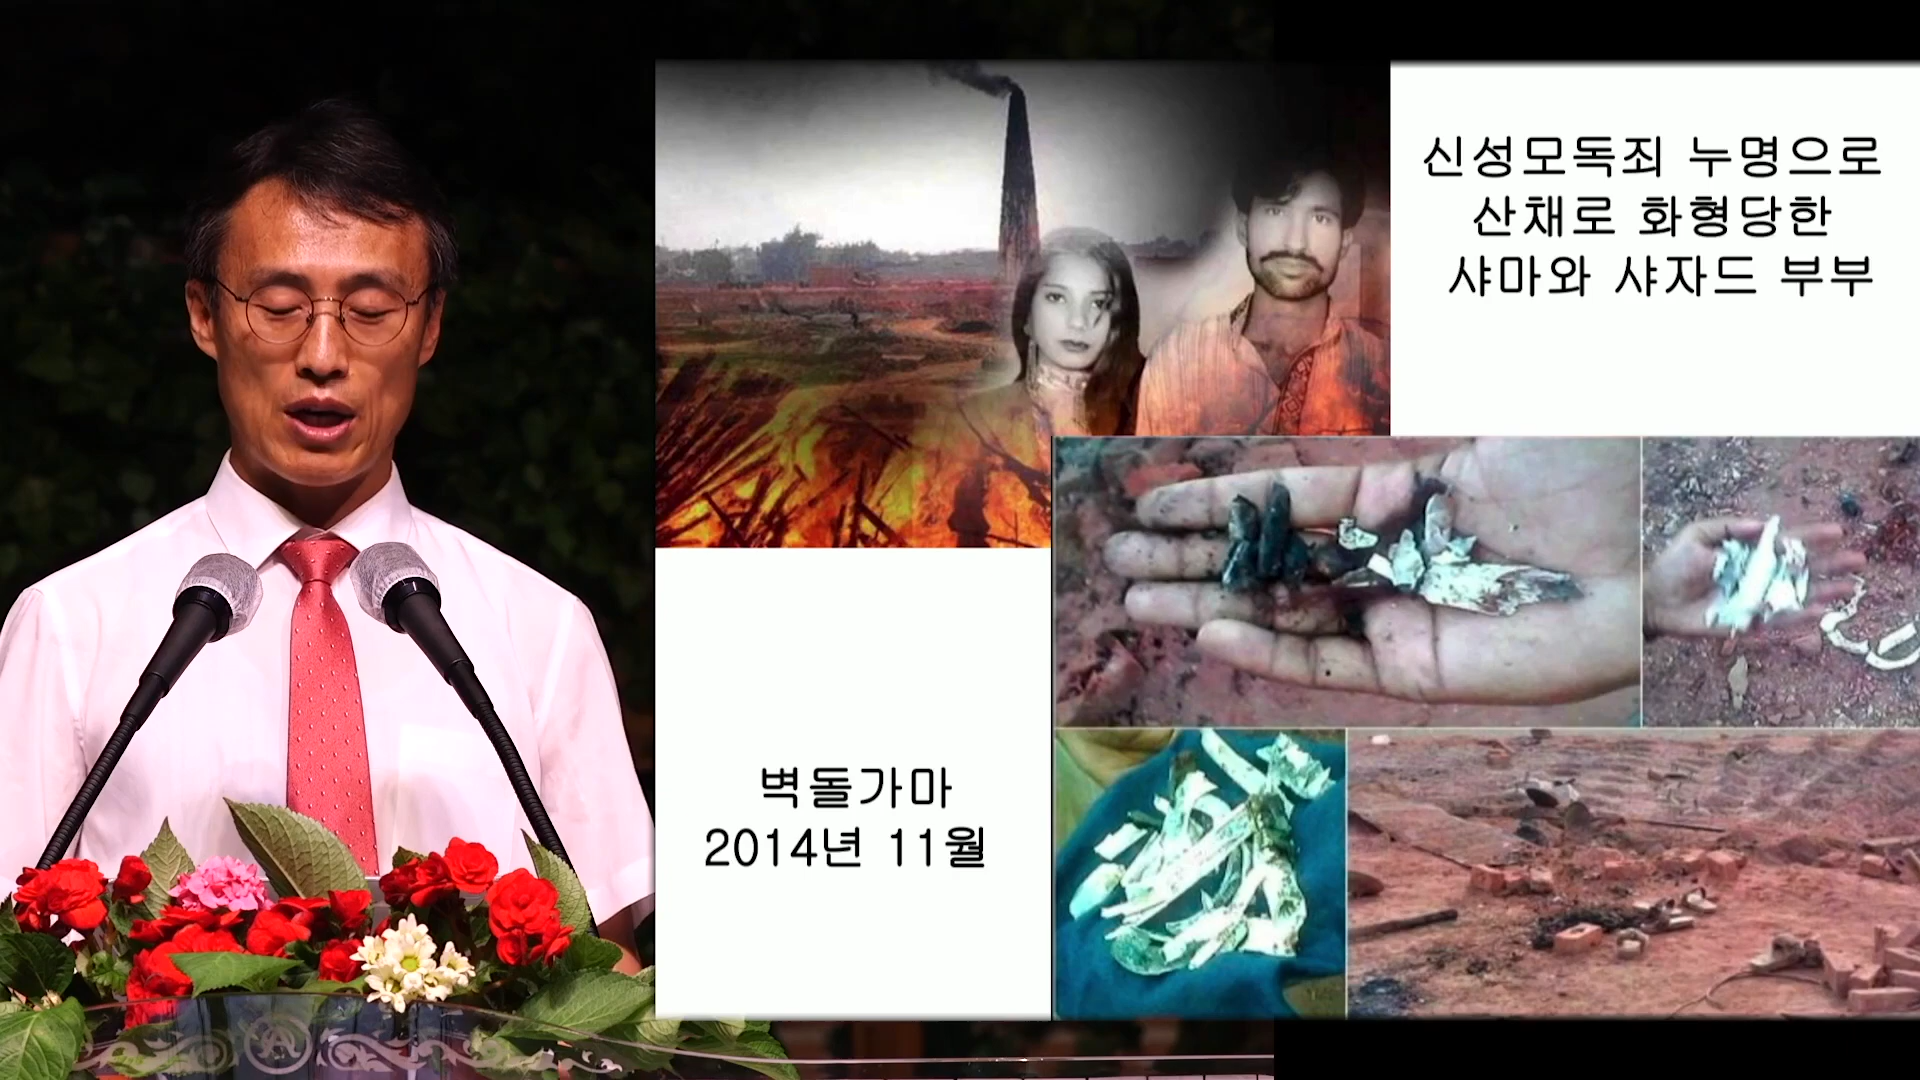 신성모독죄 누명으로
산채로 화형당한
샤마와 샤자드 부부
벽돌가마
2014년 11월